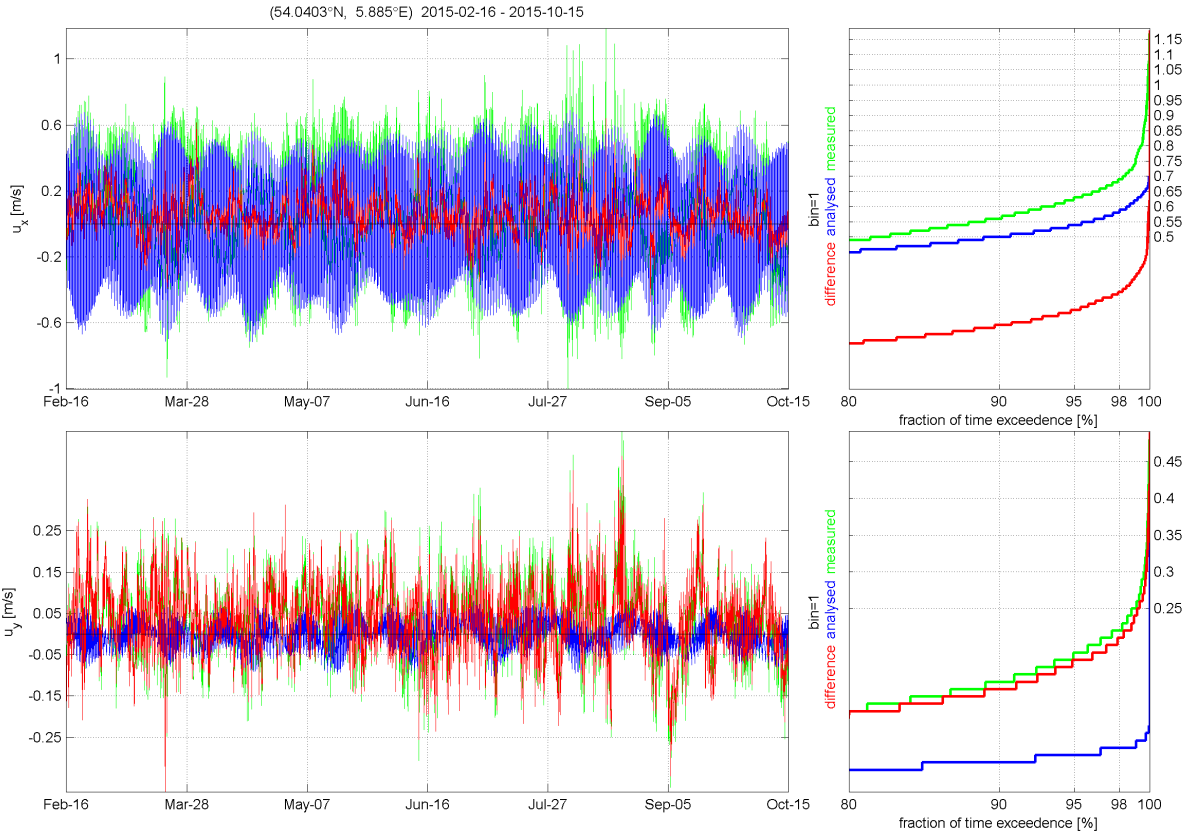 (54.0403°N, 5.885°E) 2015-02-16 - 2015-10-15
1
0.6
0.2
-0.2
-0.6
-1
u_x [m/s]
Feb-16 Mar-28 May-07 Jun-16 Jul-27 Sep-05 Oct-15
bin=1
difference analysed measured
1.15
1.1
1.05
1
0.95
0.9
0.85
0.8
0.75
0.7
0.65
0.6
0.55
0.5
80 90 95 98 100
fraction of time exceedence [%]
0.25
0.15
0.05
-0.05
-0.15
-0.25
u_y [m/s]
Feb-16 Mar-28 May-07 Jun-16 Jul-27 Sep-05 Oct-15
bin=1
difference analysed measured
0.45
0.4
0.35
0.3
0.25
80 90 95 98 100
fraction of time exceedence [%]